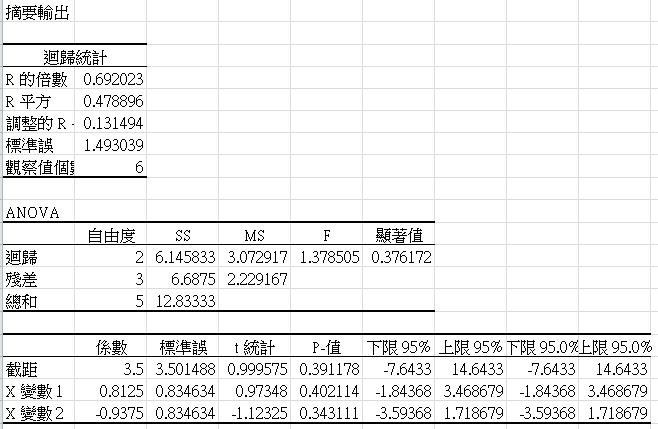 摘要輸出
迴歸統計
R 的倍數 0.692023
R 平方 0.478896
調整的 R 0.131494
標準誤 1.493039
觀察值個 6
ANOVA
自由度 SS MS F 顯著值
迴歸 2 6.145833 3.072917 1.378505 0.376172
殘差 3 6.6875 2.229167
總和 5 12.83333
係數 標準誤 t 統計 P-值 下限 95% 上限 95% 下限 95.0% 上限 95.0%
截距 3.5 3.501488 0.999575 0.391178 -7.6433 14.6433 -7.6433 14.6433
X 變數 1 0.8125 0.834634 0.97348 0.402114 -1.84368 3.468679 -1.84368 3.468679
X 變數 2 -0.9375 0.834634 -1.12325 0.343111 -3.59368 1.718679 -3.59368 1.718679